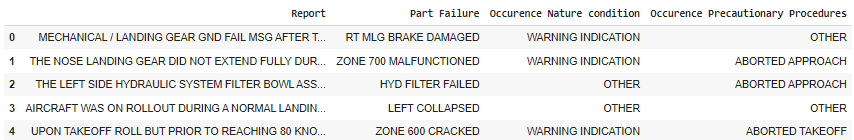 Report Part Failure Occurence Nature condition Occurence Precautionary Procedures
0 MECHANICAL / LANDING GEAR GND FAIL MSG AFTER T... RT MLG BRAKE DAMAGED WARNING INDICATION OTHER
1 THE NOSE LANDING GEAR DID NOT EXTEND FULLY DUR... ZONE 700 MALFUNCTIONED WARNING INDICATION ABORTED APPROACH
2 THE LEFT SIDE HYDRAULIC SYSTEM FILTER BOWL ASS... HYD FILTER FAILED OTHER ABORTED APPROACH
3 AIRCRAFT WAS ON ROLLOUT DURING A NORMAL LANDIN... LEFT COLLAPSED OTHER OTHER
4 UPON TAKEOFF ROLL BUT PRIOR TO REACHING 80 KNO... ZONE 600 CRACKED WARNING INDICATION ABORTED TAKEOFF